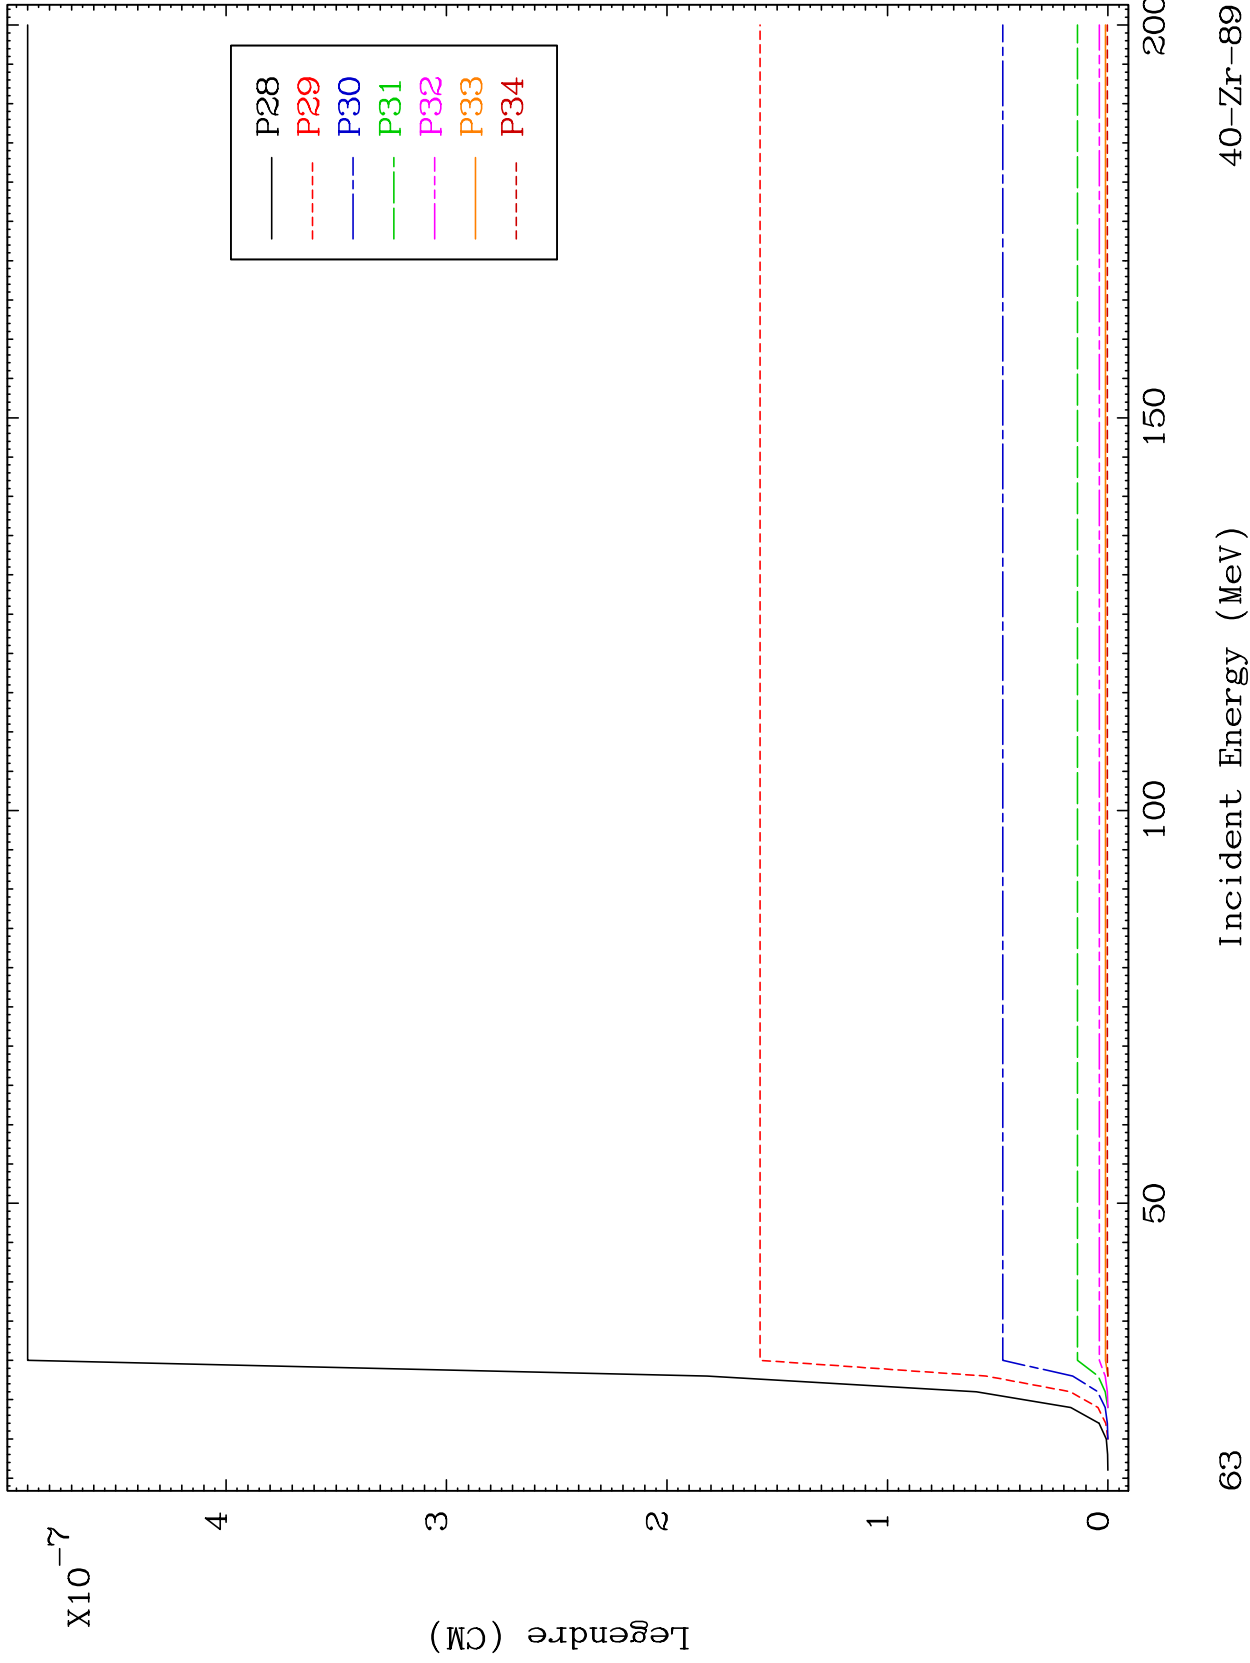 X10-7
Legendre (CM)
4
3
2
1
0
P28
P29
P30
P31
P32
P33
P34
50
100
150
200
Incident Energy (MeV)
63
40-Zr-89